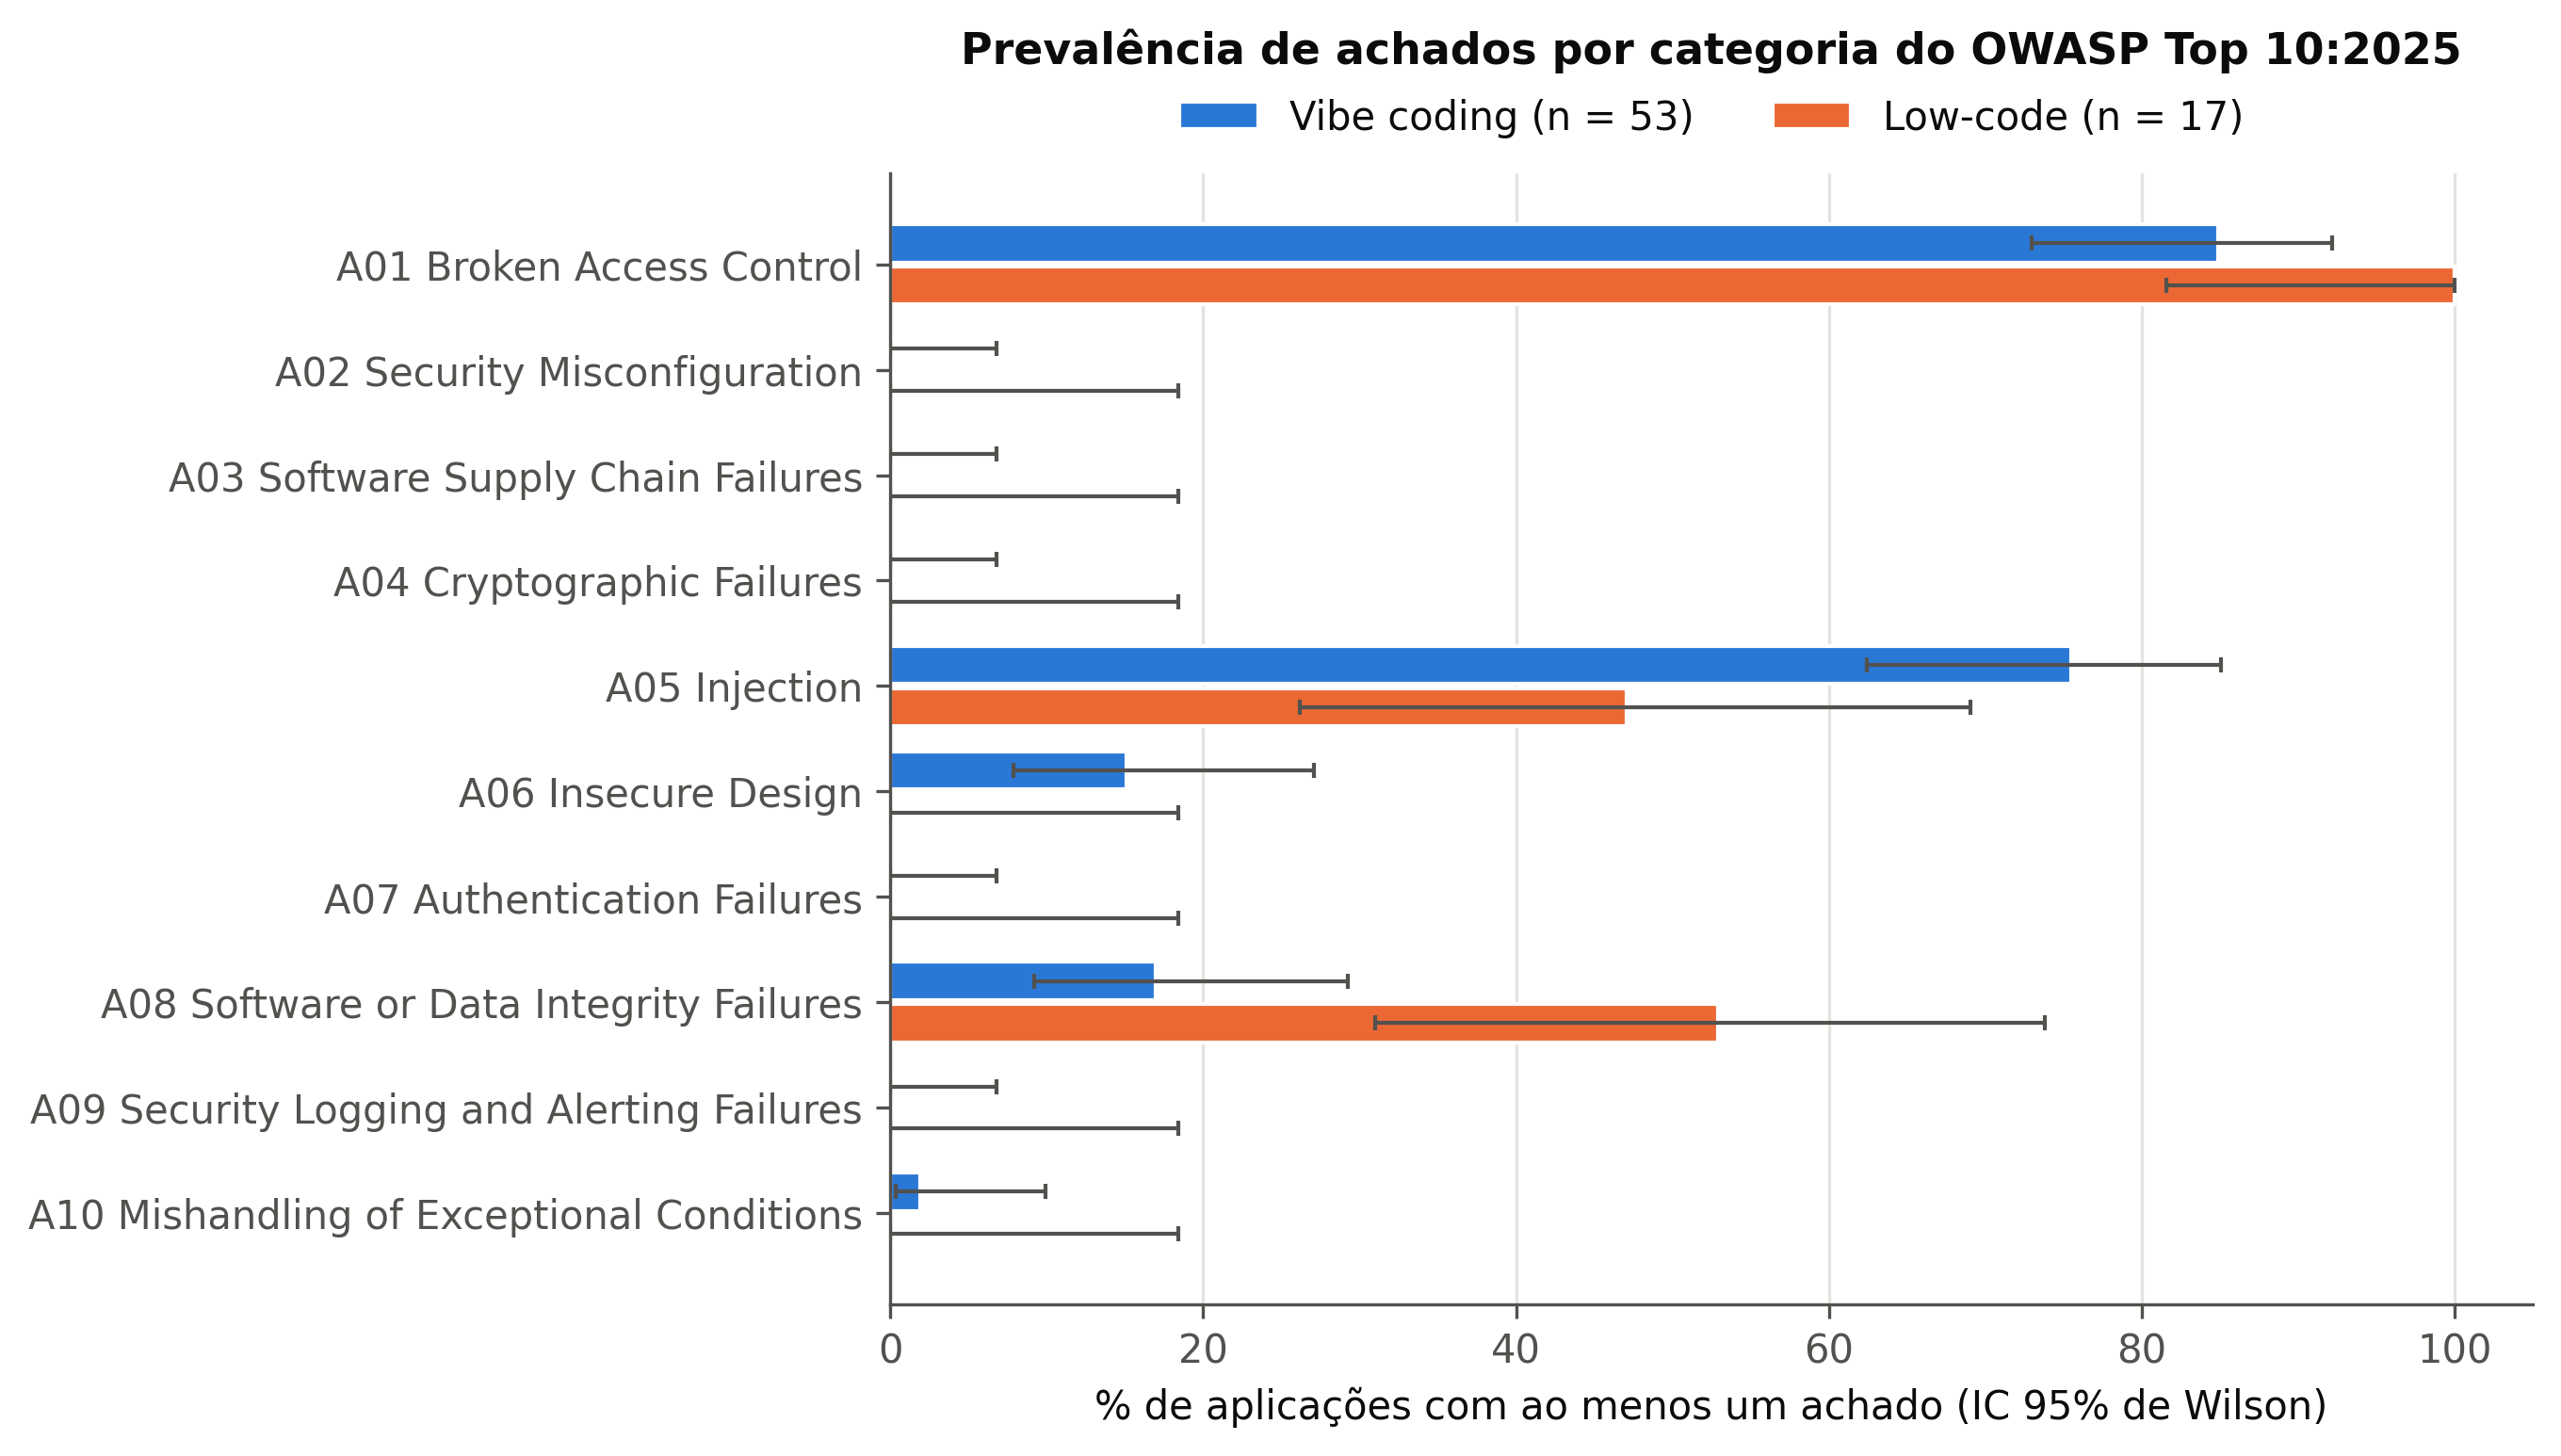 Prevalência de achados por categoria do OWASP Top 10:2025
Vibe coding (n = 53)
Low-code (n = 17)
A01 Broken Access Control
A02 Security Misconfiguration
A03 Software Supply Chain Failures
A04 Cryptographic Failures
A05 Injection
A06 Insecure Design
A07 Authentication Failures
A08 Software or Data Integrity Failures
A09 Security Logging and Alerting Failures
A10 Mishandling of Exceptional Conditions
0 20 40 60 80 100
% de aplicações com ao menos um achado (IC 95% de Wilson)